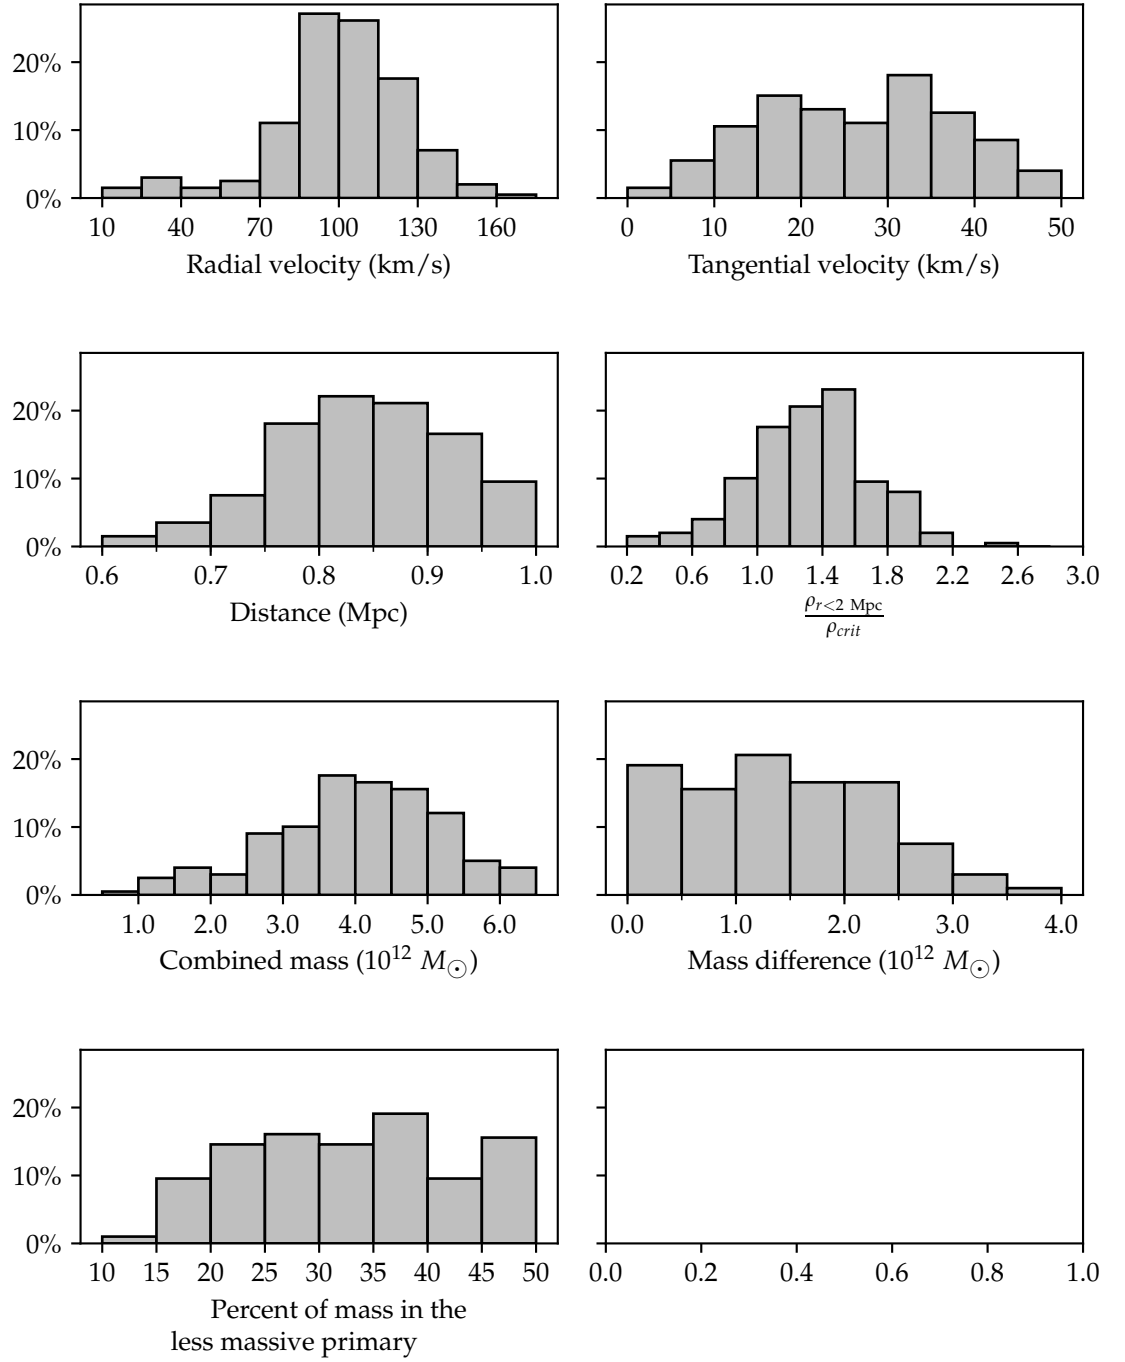 20%
10%
0%
10 40 70 100 130 160
Radial velocity (km/s)
0 10 20 30 40 50
Tangential velocity (km/s)
20%
10%
0%
0.6 0.7 0.8 0.9 1.0
Distance (Mpc)
0.2 0.6 1.0 1.4 1.8 2.2 2.6 3.0
ρr<2 Mpc
ρcrit
20%
10%
0%
1.0 2.0 3.0 4.0 5.0 6.0
Combined mass (10¹² M☉)
0.0 1.0 2.0 3.0 4.0
Mass difference (10¹² M☉)
20%
10%
0%
10 15 20 25 30 35 40 45 50
Percent of mass in the
less massive primary
0.0 0.2 0.4 0.6 0.8 1.0